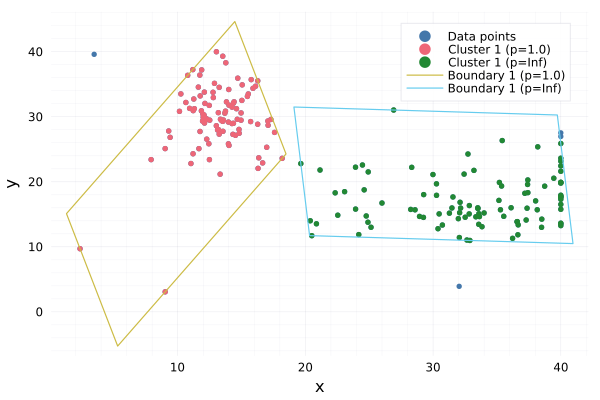 Data points
Cluster 1 (p=1.0)
Cluster 1 (p=Inf)
Boundary 1 (p=1.0)
Boundary 1 (p=Inf)
40
30
20
10
0
y
10
20
30
40
x